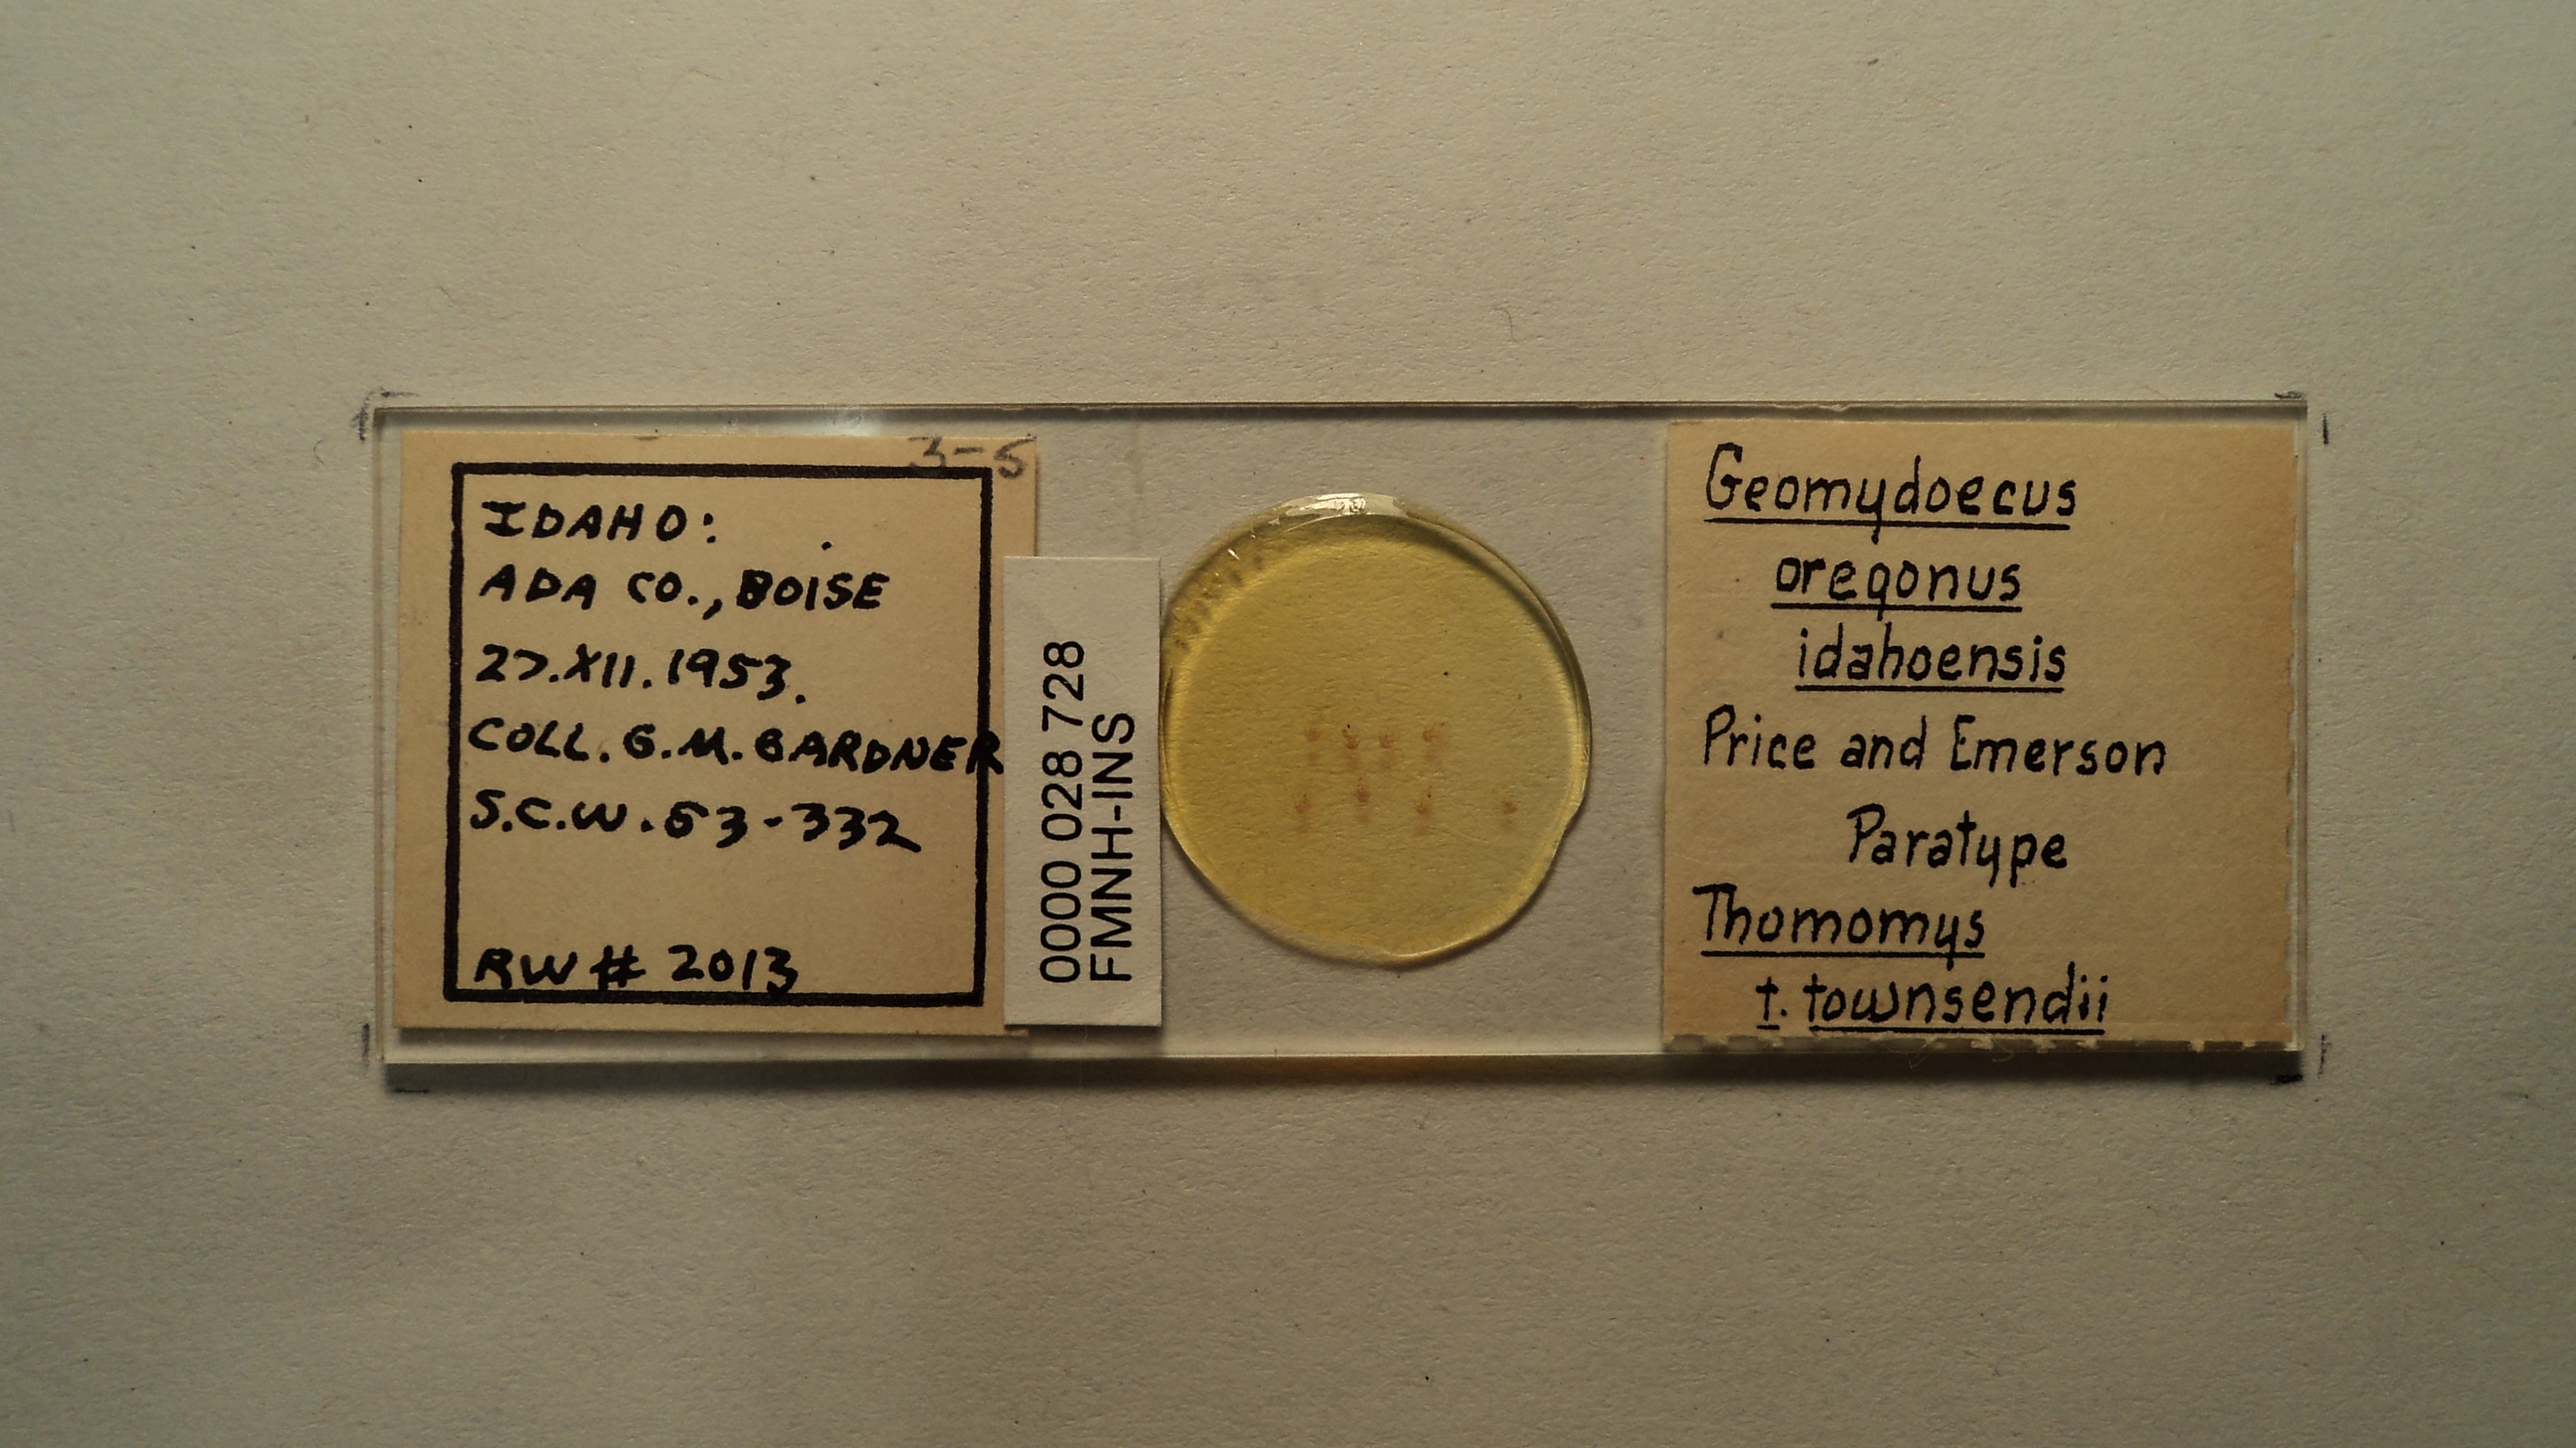 3-5
IDAHO:
ADA CO., BOISE
27.XII.1953.
COLL. G.M. GARDNER
S.C.W. 53-332
RW # 2013
0000 028 728
FMNH-INS
Geomydoecus
oregonus
idahoensis
Price and Emerson
Paratype
Thomomys
t. townsendii